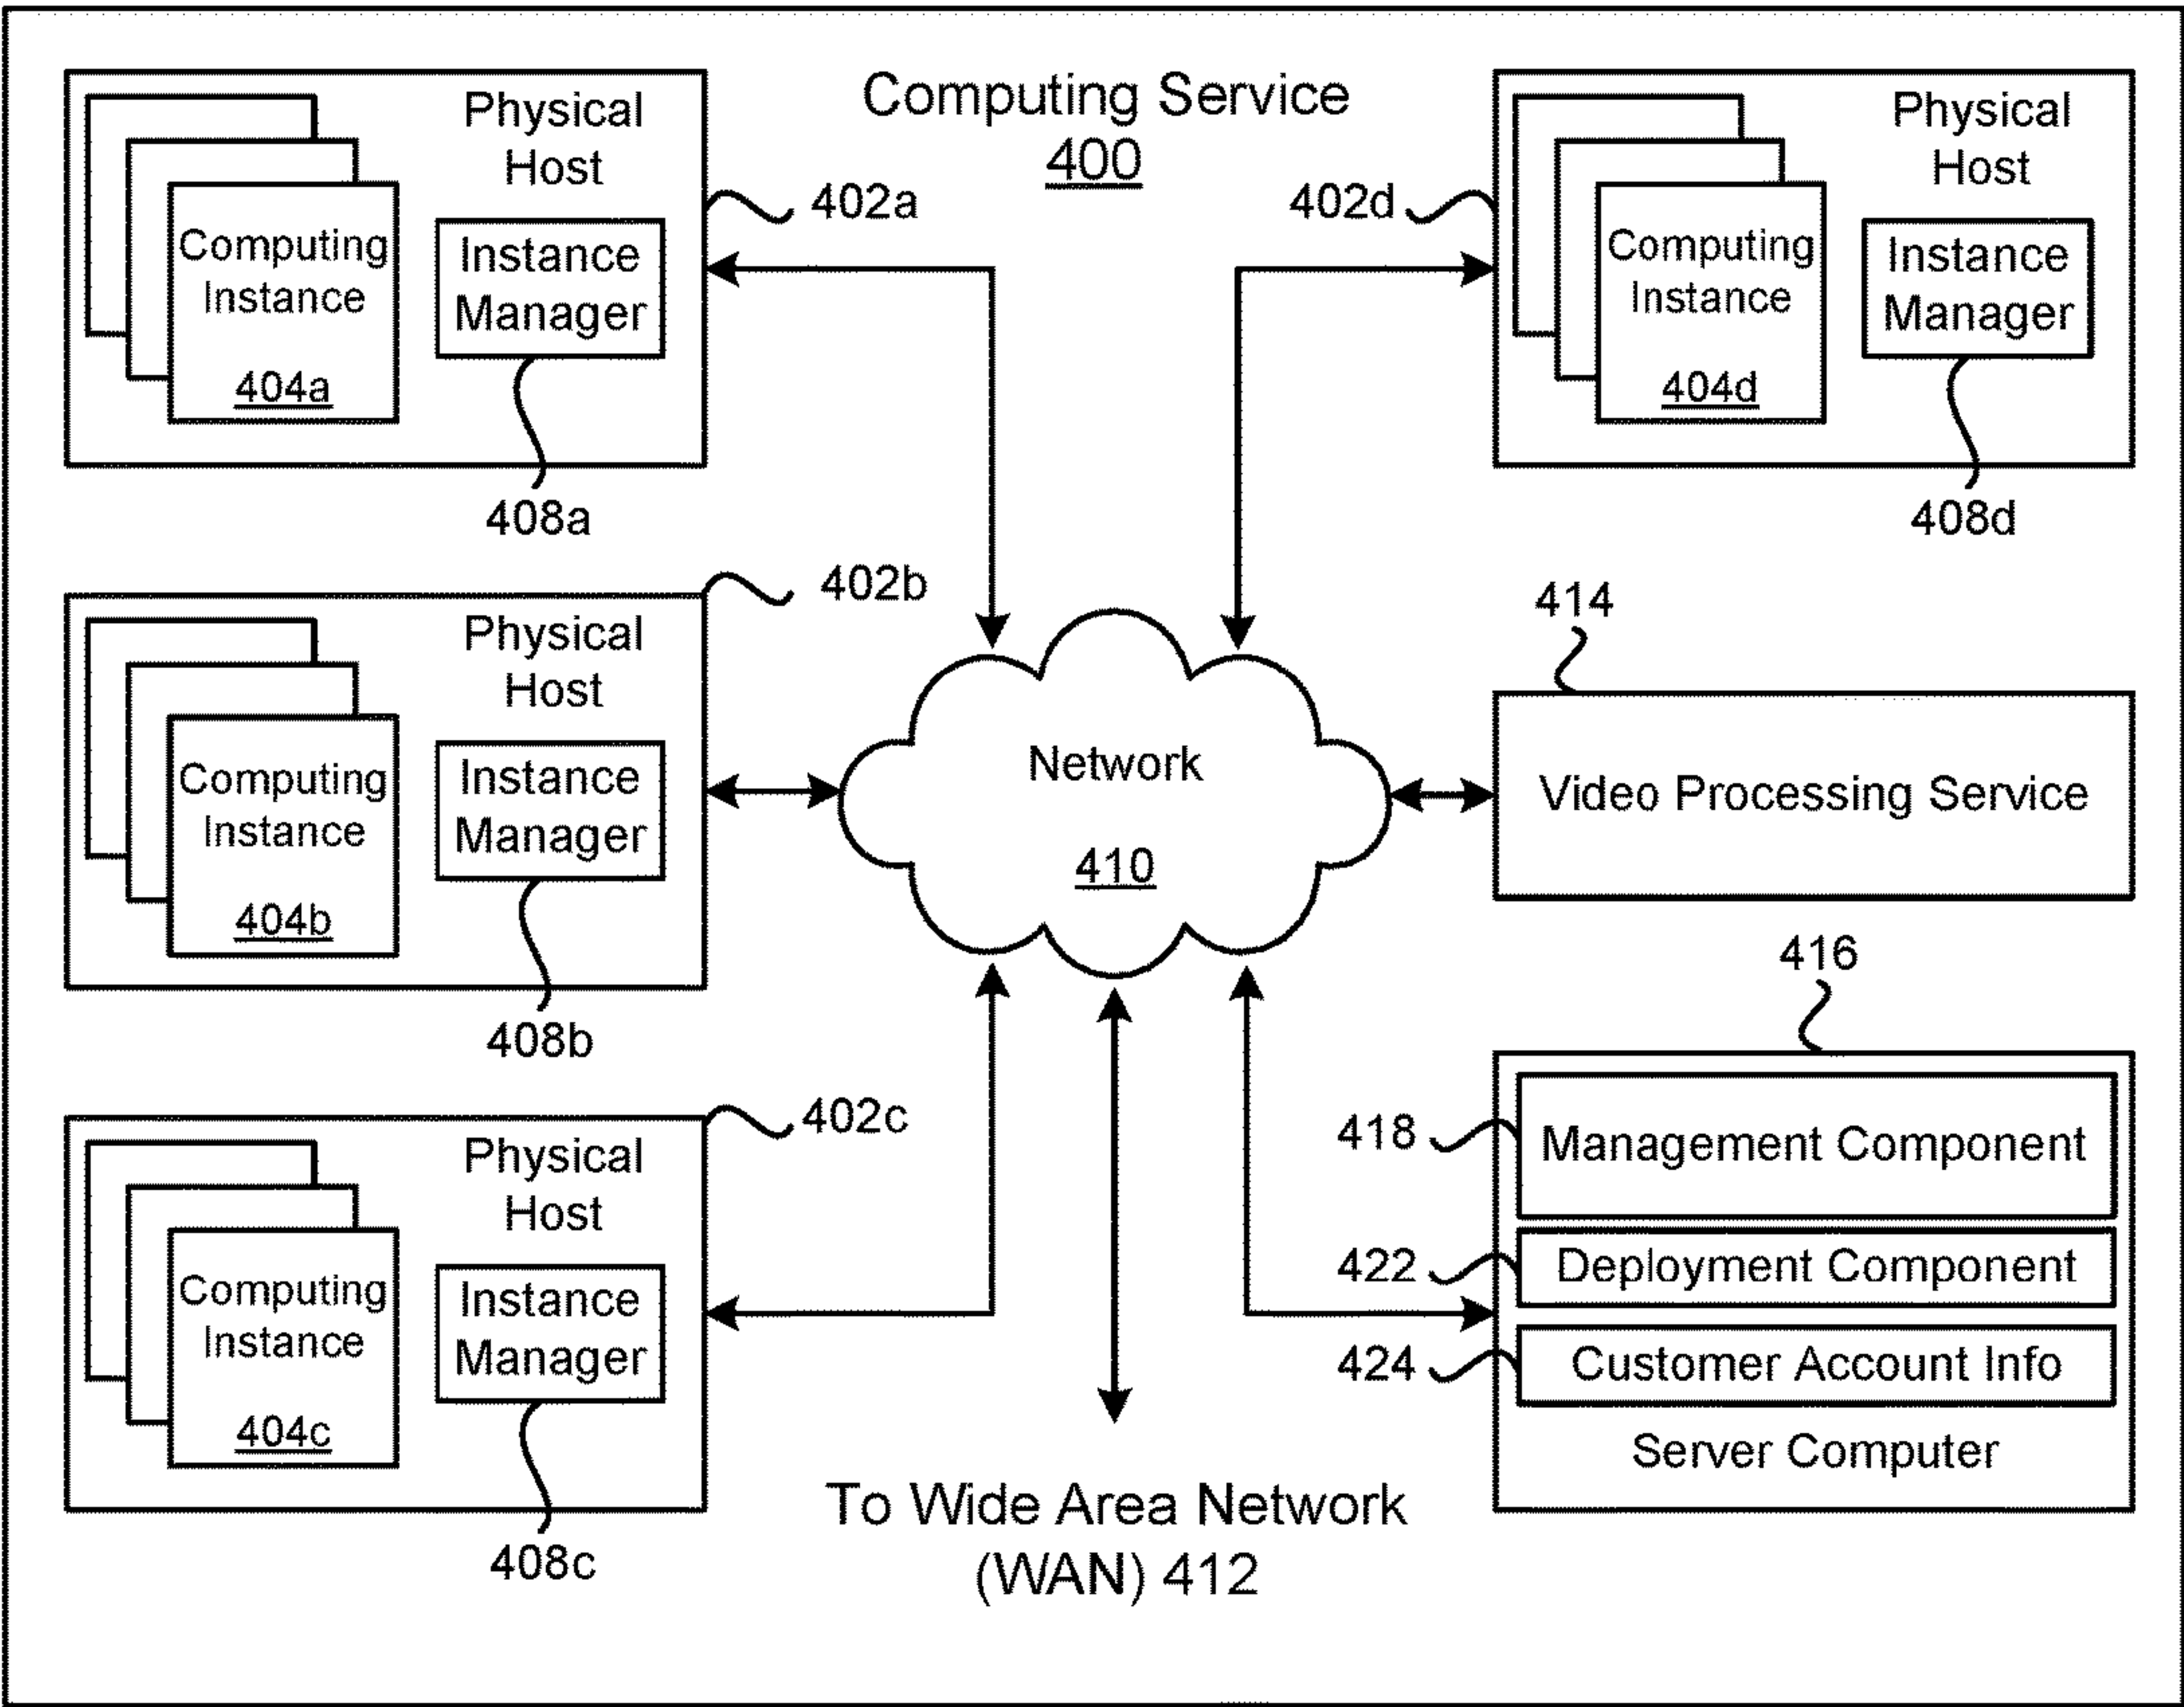 Computing Service
400
Physical
Host
Computing
Instance
404a
Instance
Manager
402a
408a
Physical
Host
Computing
Instance
404d
Instance
Manager
402d
408d
Physical
Host
Computing
Instance
404b
Instance
Manager
402b
408b
Network
410
414
Video Processing Service
Physical
Host
Computing
Instance
404c
Instance
Manager
402c
408c
416
418
Management Component
422
Deployment Component
424
Customer Account Info
Server Computer
To Wide Area Network
(WAN) 412